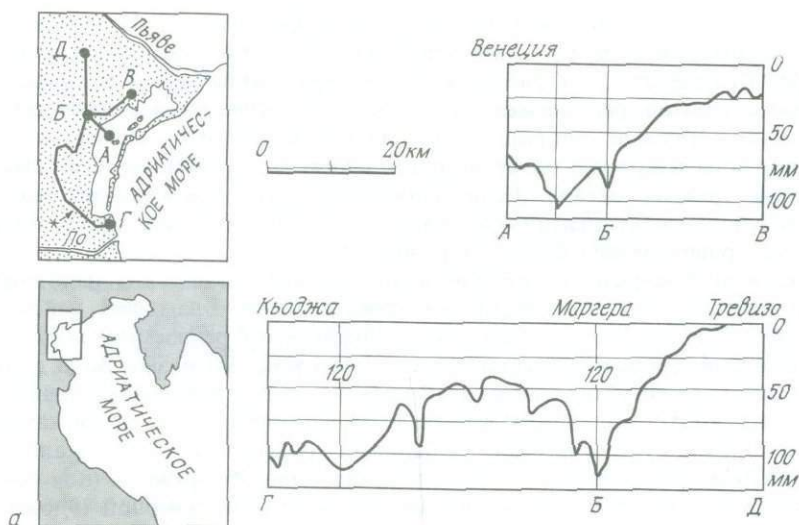 Пьяве
Д
В
Б
А
АДРИАТИЧЕС-
КОЕ МОРЕ
Г
По
0 20км
Венеция
0
50
мм
100
А Б В
АДРИАТИЧЕСКОЕ
МОРЕ
а
Кьоджа Маргера Тревизо
0
120 120
50
100
мм
Г Б Д